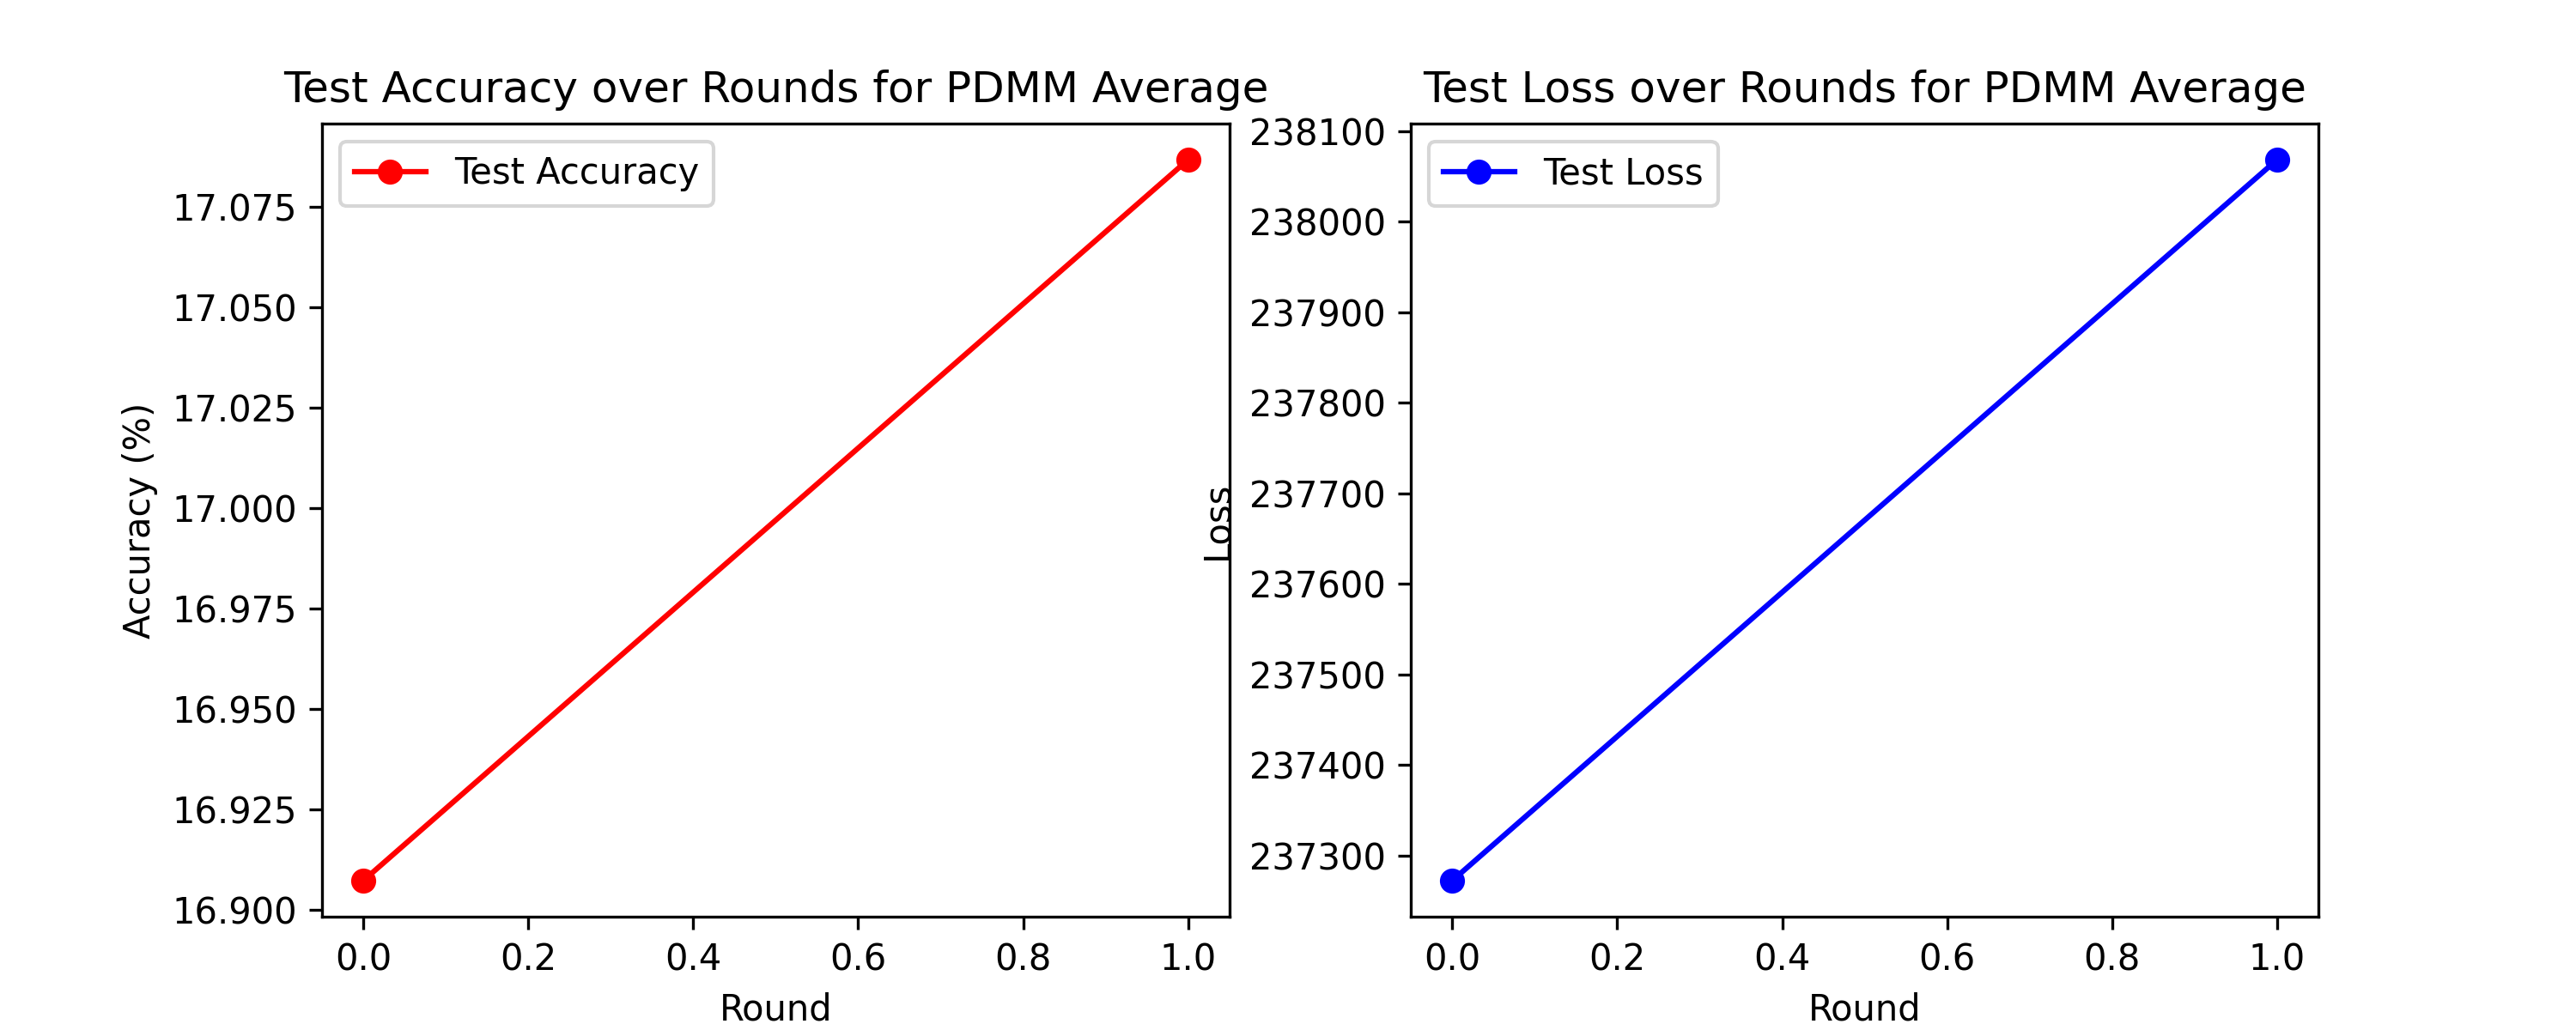 Test Accuracy over Rounds for PDMM Average
Test Accuracy
17.075
17.050
17.025
17.000
16.975
16.950
16.925
16.900
Accuracy (%)
0.0 0.2 0.4 0.6 0.8 1.0
Round
Test Loss over Rounds for PDMM Average
Test Loss
238100
238000
237900
237800
237700
237600
237500
237400
237300
Loss
0.0 0.2 0.4 0.6 0.8 1.0
Round